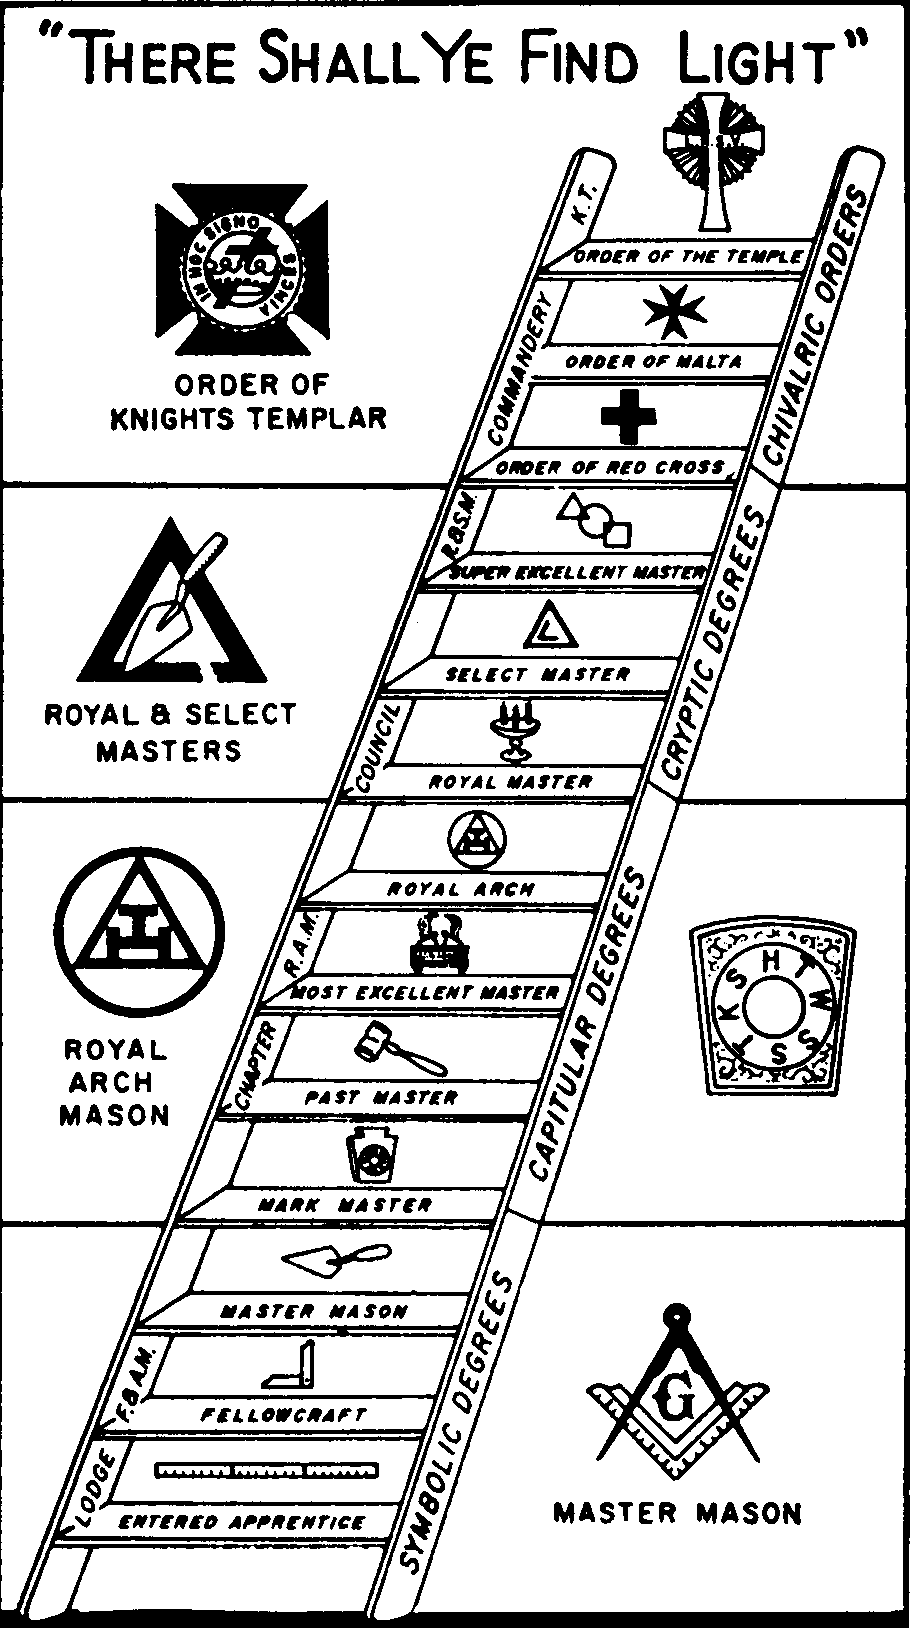 "THERE SHALL YE FIND LIGHT"
K.T.
ORDER OF THE TEMPLE
CHIVALRIC ORDERS
IN HOC SIGNO VINCES
ORDER OF
KNIGHTS TEMPLAR
COMMANDERY
ORDER OF MALTA
ORDER OF RED CROSS
R.&S.M.
SUPER EXCELLENT MASTER
CRYPTIC DEGREES
ROYAL & SELECT
MASTERS
SELECT MASTER
COUNCIL
ROYAL MASTER
ROYAL ARCH
CAPITULAR DEGREES
ROYAL
ARCH
MASON
R.A.M.
MOST EXCELLENT MASTER
H T W S S T K S
CHAPTER
PAST MASTER
MARK MASTER
MASTER MASON
SYMBOLIC DEGREES
F.&A.M.
FELLOWCRAFT
G
MASTER MASON
LODGE
ENTERED APPRENTICE